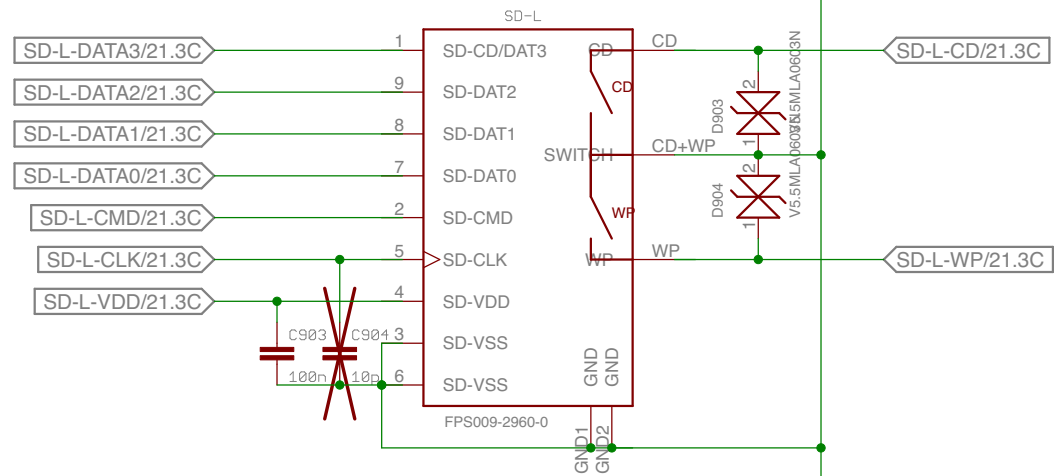 SD-L
SD-L-DATA3/21.3C 1 SD-CD/DAT3 CD CD SD-L-CD/21.3C
SD-L-DATA2/21.3C 9 SD-DAT2 CD D903 2 1
SD-L-DATA1/21.3C 8 SD-DAT1
SWITCH CD+WP
SD-L-DATA0/21.3C 7 SD-DAT0 D904 2 1 V5.5MLA0603N
SD-L-CMD/21.3C 2 SD-CMD WP
SD-L-CLK/21.3C 5 SD-CLK WP WP SD-L-WP/21.3C
SD-L-VDD/21.3C 4 SD-VDD
C903 C904 3 SD-VSS
100n 10p 6 SD-VSS GND GND
FPS009-2960-0 GND1 GND2